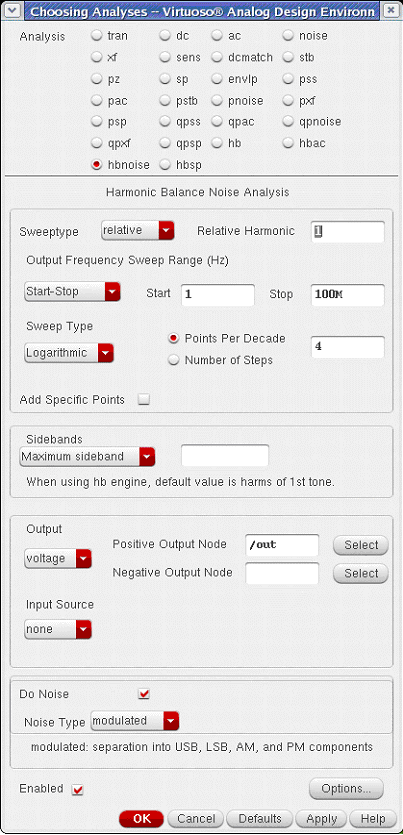 Choosing Analyses -- Virtuoso® Analog Design Environn
Analysis tran dc ac noise
xf sens dcmatch stb
pz sp envlp pss
pac pstb pnoise pxf
psp qpss qpac qpnoise
qpxf qpsp hb hbac
hbnoise hbsp
Harmonic Balance Noise Analysis
Sweeptype relative Relative Harmonic 1
Output Frequency Sweep Range (Hz)
Start-Stop Start 1 Stop 100M
Sweep Type
Logarithmic Points Per Decade 4
Number of Steps
Add Specific Points
Sidebands
Maximum sideband
When using hb engine, default value is harms of 1st tone.
Output
voltage Positive Output Node /out Select
Negative Output Node Select
Input Source
none
Do Noise
Noise Type modulated
modulated: separation into USB, LSB, AM, and PM components
Enabled Options...
OK Cancel Defaults Apply Help